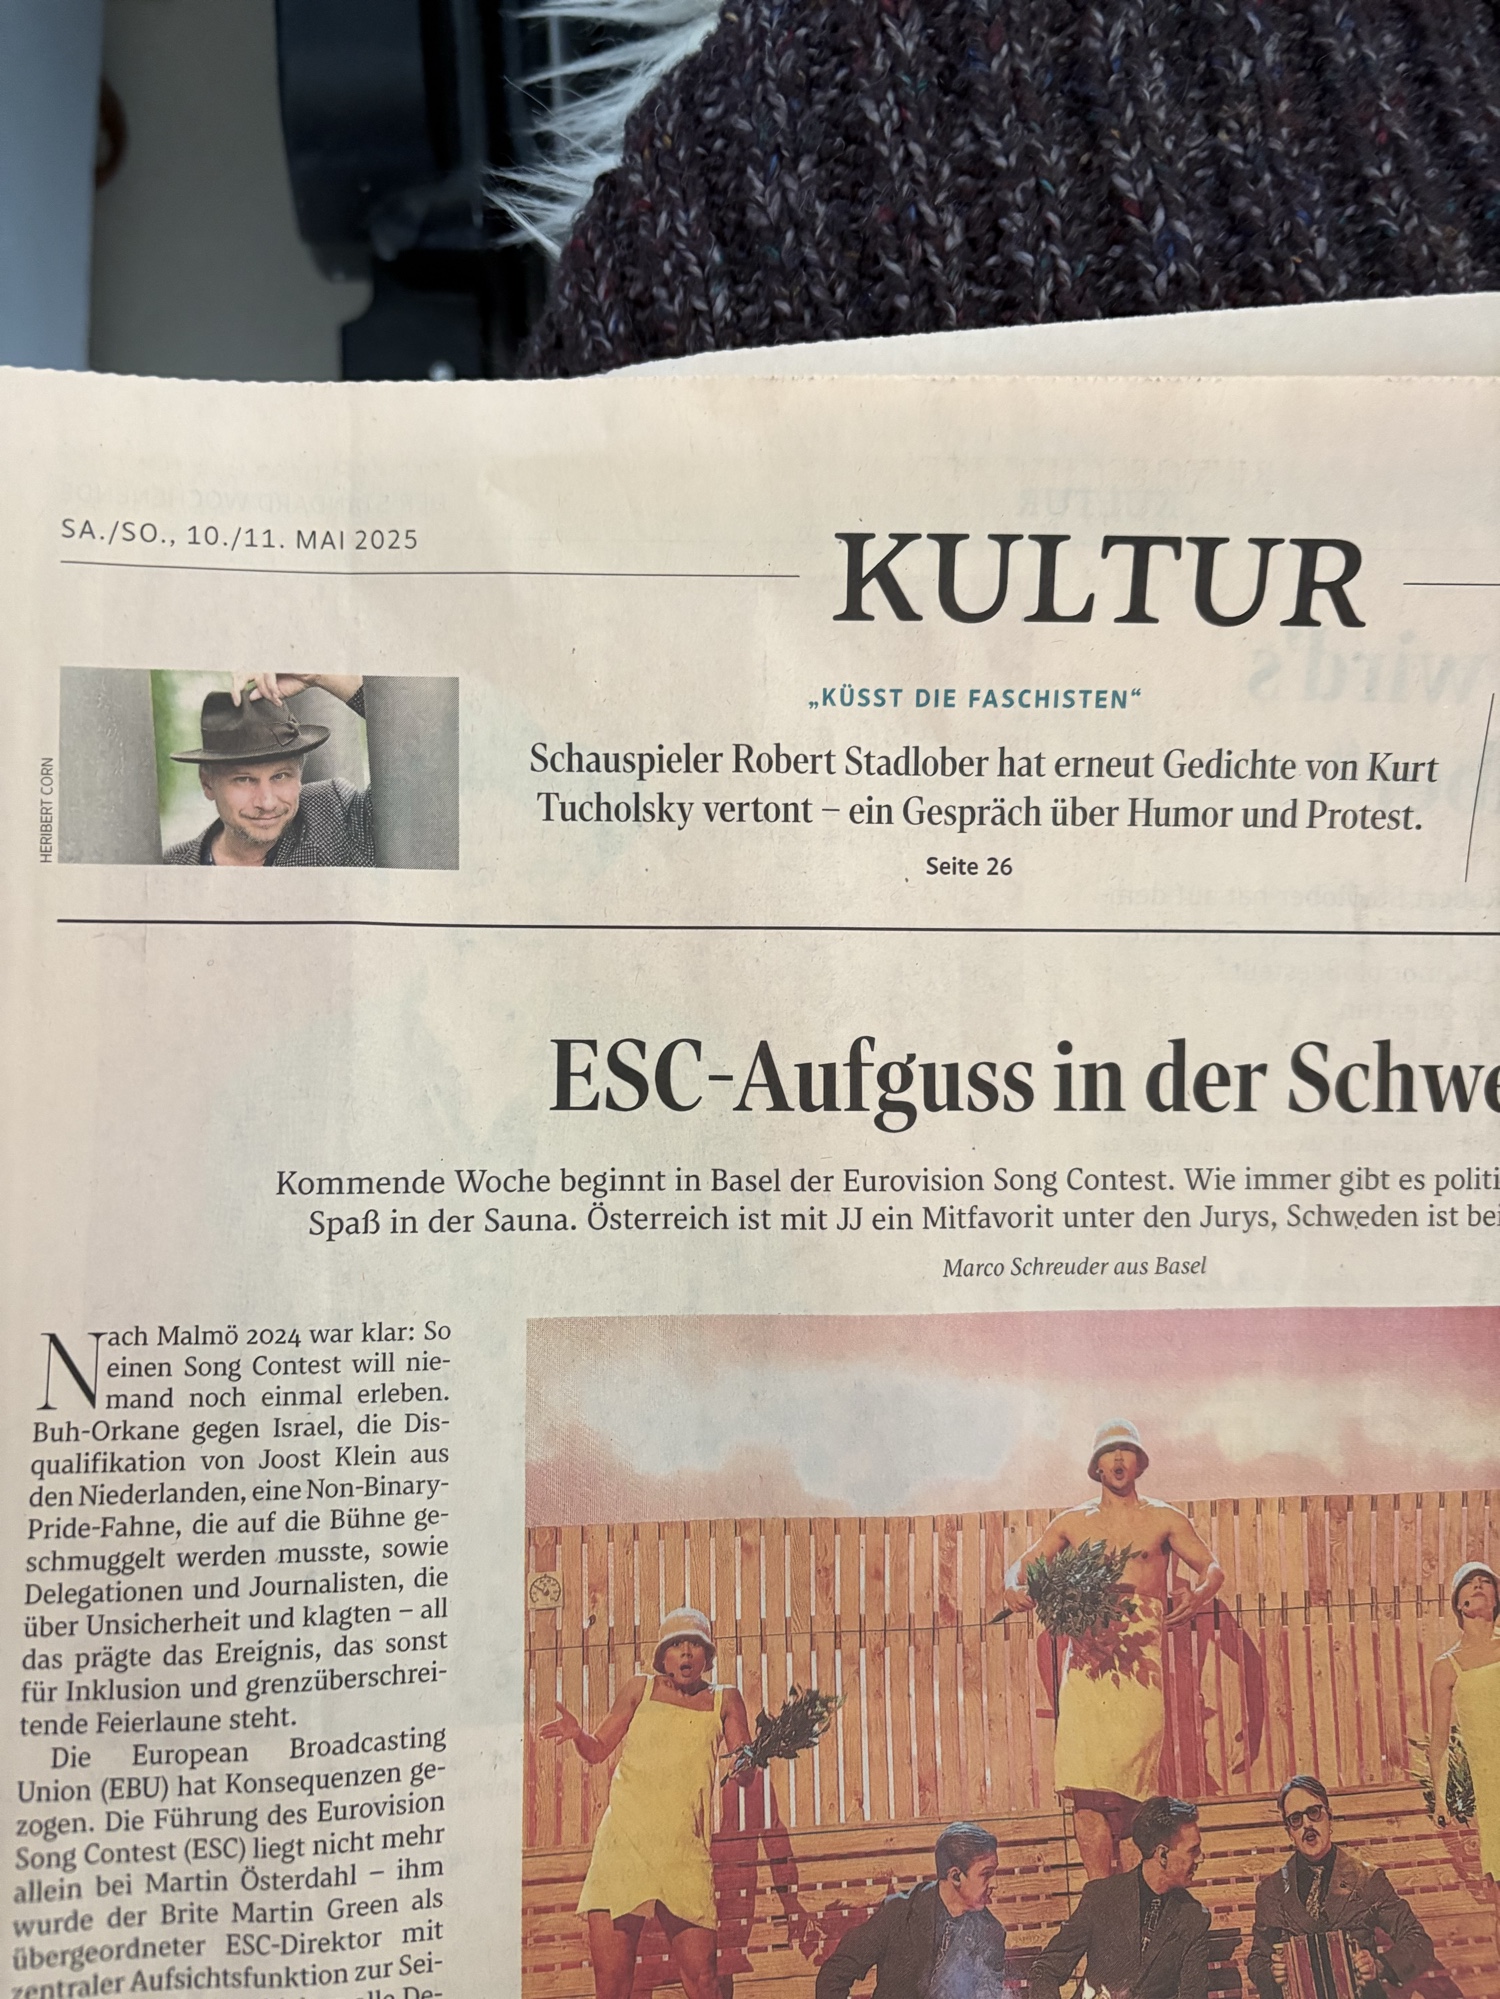 SA./SO., 10./11. MAI 2025
KULTUR
HERIBERT CORN
„KÜSST DIE FASCHISTEN“
Schauspieler Robert Stadlober hat erneut Gedichte von Kurt
Tucholsky vertont – ein Gespräch über Humor und Protest.
Seite 26
ESC-Aufguss in der Schwe
Kommende Woche beginnt in Basel der Eurovision Song Contest. Wie immer gibt es politi
Spaß in der Sauna. Österreich ist mit JJ ein Mitfavorit unter den Jurys, Schweden ist bei
Marco Schreuder aus Basel
Nach Malmö 2024 war klar: So
einen Song Contest will nie-
mand noch einmal erleben.
Buh-Orkane gegen Israel, die Dis-
qualifikation von Joost Klein aus
den Niederlanden, eine Non-Binary-
Pride-Fahne, die auf die Bühne ge-
schmuggelt werden musste, sowie
Delegationen und Journalisten, die
über Unsicherheit und klagten – all
das prägte das Ereignis, das sonst
für Inklusion und grenzüberschrei-
tende Feierlaune steht.
Die European Broadcasting
Union (EBU) hat Konsequenzen ge-
zogen. Die Führung des Eurovision
Song Contest (ESC) liegt nicht mehr
allein bei Martin Österdahl – ihm
wurde der Brite Martin Green als
übergeordneter ESC-Direktor mit
zentraler Aufsichtsfunktion zur Sei-
De-